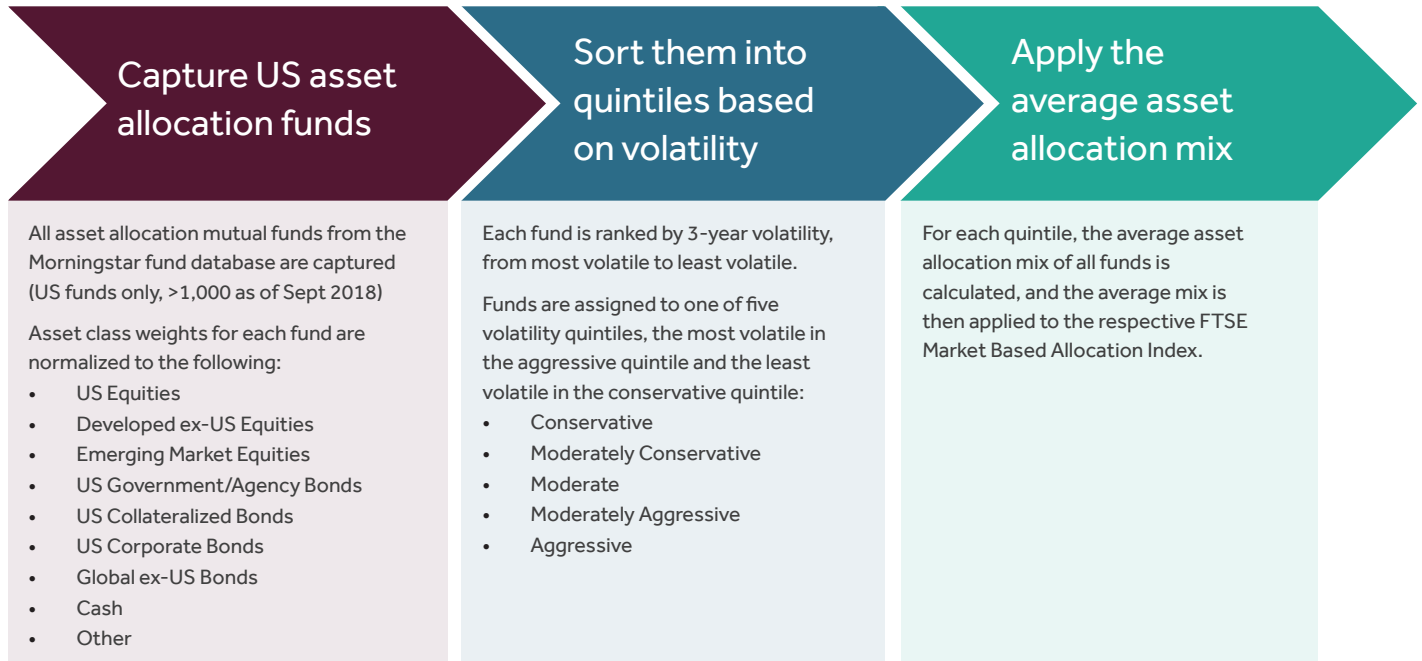 Capture US asset
allocation funds
All asset allocation mutual funds from the
Morningstar fund database are captured
(US funds only, >1,000 as of Sept 2018)
Asset class weights for each fund are
normalized to the following:
• US Equities
• Developed ex-US Equities
• Emerging Market Equities
• US Government/Agency Bonds
• US Collateralized Bonds
• US Corporate Bonds
• Global ex-US Bonds
• Cash
• Other
Sort them into
quintiles based
on volatility
Each fund is ranked by 3-year volatility,
from most volatile to least volatile.
Funds are assigned to one of five
volatility quintiles, the most volatile in
the aggressive quintile and the least
volatile in the conservative quintile:
• Conservative
• Moderately Conservative
• Moderate
• Moderately Aggressive
• Aggressive
Apply the
average asset
allocation mix
For each quintile, the average asset
allocation mix of all funds is
calculated, and the average mix is
then applied to the respective FTSE
Market Based Allocation Index.